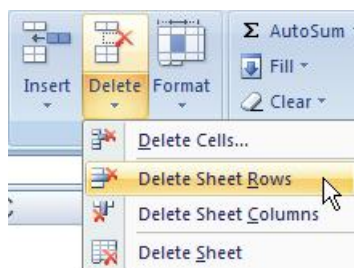 Insert
Delete
Format
Σ AutoSum
Fill
Clear
Delete Cells...
Delete Sheet Rows
Delete Sheet Columns
Delete Sheet